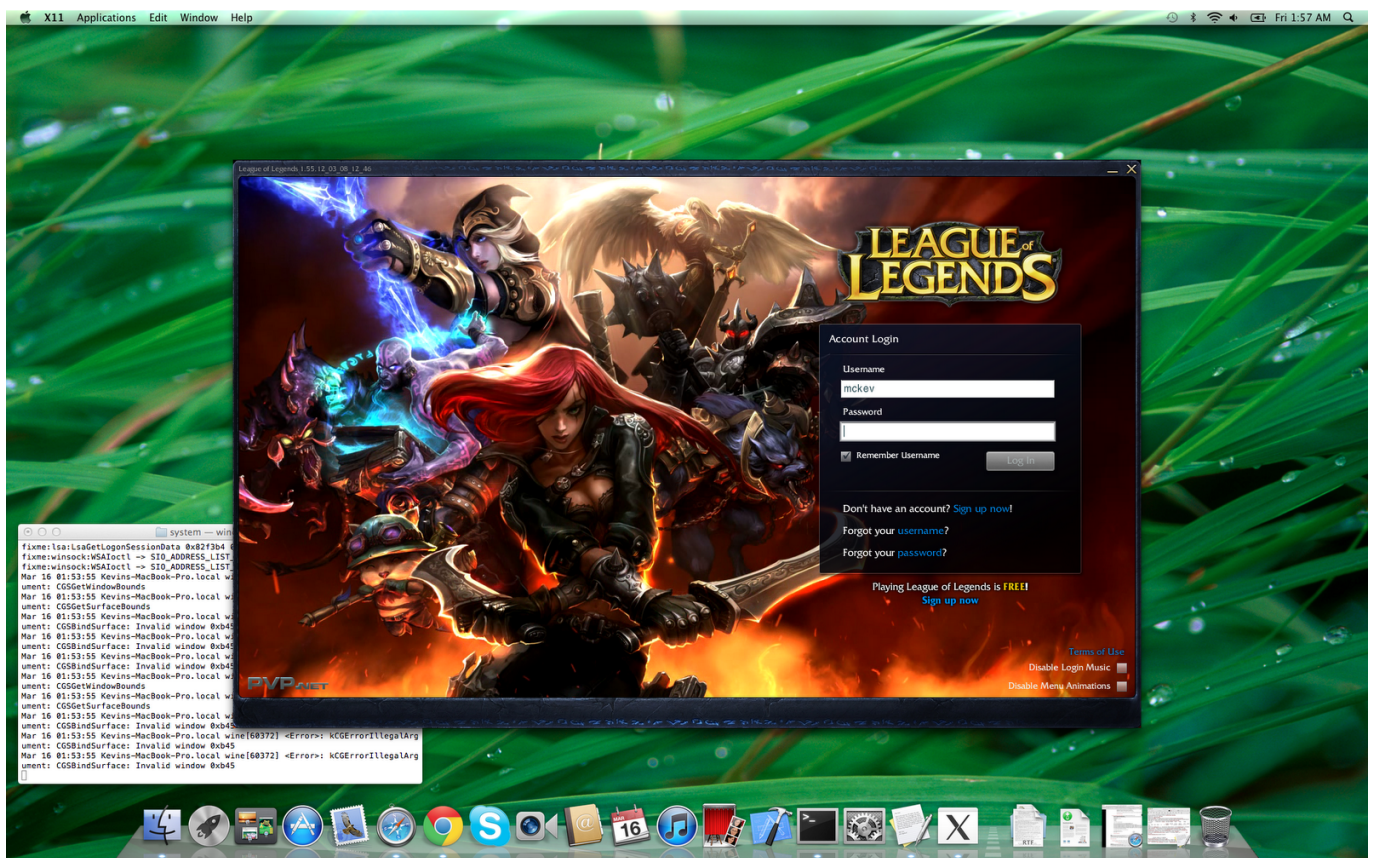 X11 Applications Edit Window Help
Fri 1:57 AM
League of Legends 1.55.12_03_08_12_46
LEAGUE of
LEGENDS
Account Login
Username
mckev
Password
Remember Username
Log In
Don't have an account? Sign up now!
Forgot your username?
Forgot your password?
Playing League of Legends is FREE!
Sign up now
Terms of Use
Disable Login Music
Disable Menu Animations
PVP.NET
system — win
fixme:lsa:LsaGetLogonSessionData 0x82f3b4
fixme:winsock:WSAIoctl -> SIO_ADDRESS_LIST_
fixme:winsock:WSAIoctl -> SIO_ADDRESS_LIST_
Mar 16 01:53:55 Kevins-MacBook-Pro.local wi
ument: CGSGetWindowBounds
Mar 16 01:53:55 Kevins-MacBook-Pro.local wi
ument: CGSGetSurfaceBounds
Mar 16 01:53:55 Kevins-MacBook-Pro.local wi
ument: CGSBindSurface: Invalid window 0xb45
Mar 16 01:53:55 Kevins-MacBook-Pro.local wi
ument: CGSBindSurface: Invalid window 0xb45
Mar 16 01:53:55 Kevins-MacBook-Pro.local wi
ument: CGSBindSurface: Invalid window 0xb45
Mar 16 01:53:55 Kevins-MacBook-Pro.local wi
ument: CGSGetWindowBounds
Mar 16 01:53:55 Kevins-MacBook-Pro.local wi
ument: CGSGetSurfaceBounds
Mar 16 01:53:55 Kevins-MacBook-Pro.local wi
ument: CGSBindSurface: Invalid window 0xb45
Mar 16 01:53:55 Kevins-MacBook-Pro.local wine[60372] <Error>: kCGErrorIllegalArg
ument: CGSBindSurface: Invalid window 0xb45
Mar 16 01:53:55 Kevins-MacBook-Pro.local wine[60372] <Error>: kCGErrorIllegalArg
ument: CGSBindSurface: Invalid window 0xb45
MAR
16
RTF